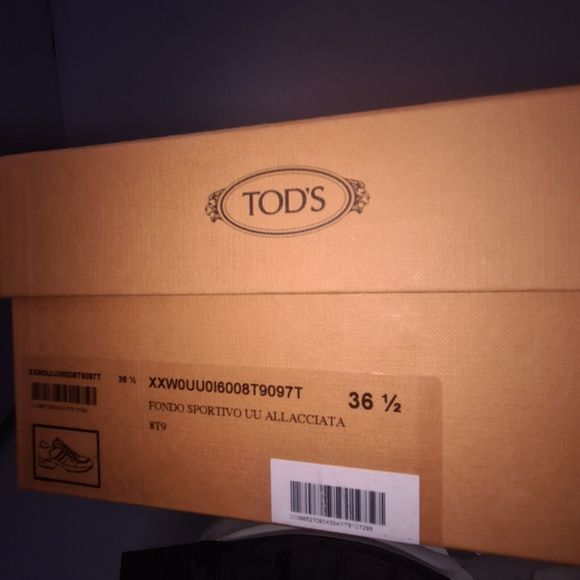 TOD'S
XXW0UU0I6008T9097T 36 ½
XXW0UU0I6008T9097T 36 ½
FONDO SPORTIVO UU ALLACCIATA
8T9